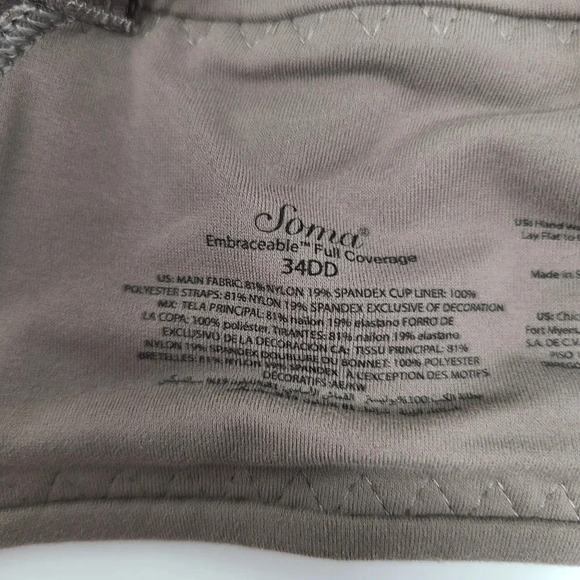 Soma®
Embraceable™ Full Coverage
34DD
US: MAIN FABRIC: 81% NYLON 19% SPANDEX CUP LINER: 100%
POLYESTER STRAPS: 81% NYLON 19% SPANDEX EXCLUSIVE OF DECORATION
MX: TELA PRINCIPAL: 81% nailon 19% elastano FORRO DE
LA COPA: 100% poliéster, TIRANTES: 81% nailon 19% elastano
EXCLUSIVO DE LA DECORACIÓN CA: TISSU PRINCIPAL: 81%
NYLON 19% SPANDEX DOUBLURE DU BONNET: 100% POLYESTER
BRETELLES: 81% NYLON 19% SPANDEX À L'EXCEPTION DES MOTIFS
DÉCORATIFS AE/KW
US: Hand
Lay Flat to
Made in
US: Chic
Fort Myers
S.A. DE C.V.
PISO